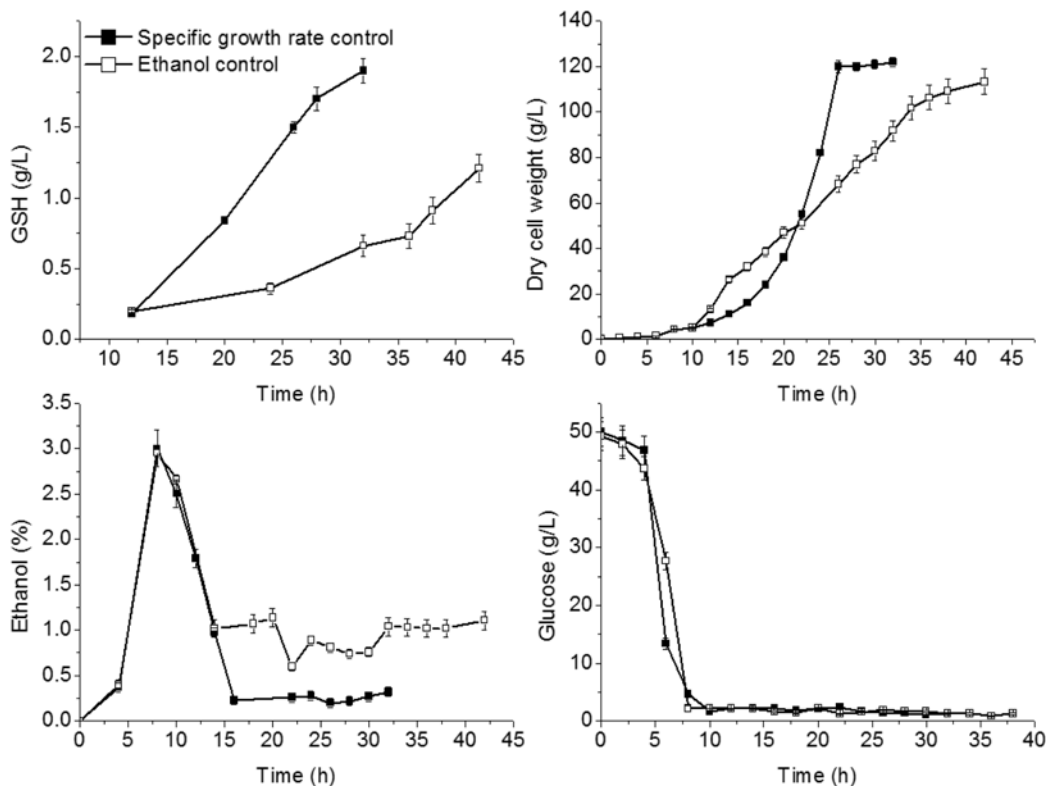 Specific growth rate control
Ethanol control
GSH (g/L)
2.0
1.5
1.0
0.5
0.0
10 15 20 25 30 35 40 45
Time (h)
Dry cell weight (g/L)
140
120
100
80
60
40
20
0
0 5 10 15 20 25 30 35 40 45
Time (h)
Ethanol (%)
3.5
3.0
2.5
2.0
1.5
1.0
0.5
0.0
0 5 10 15 20 25 30 35 40 45
Time (h)
Glucose (g/L)
50
40
30
20
10
0
0 5 10 15 20 25 30 35 40
Time (h)